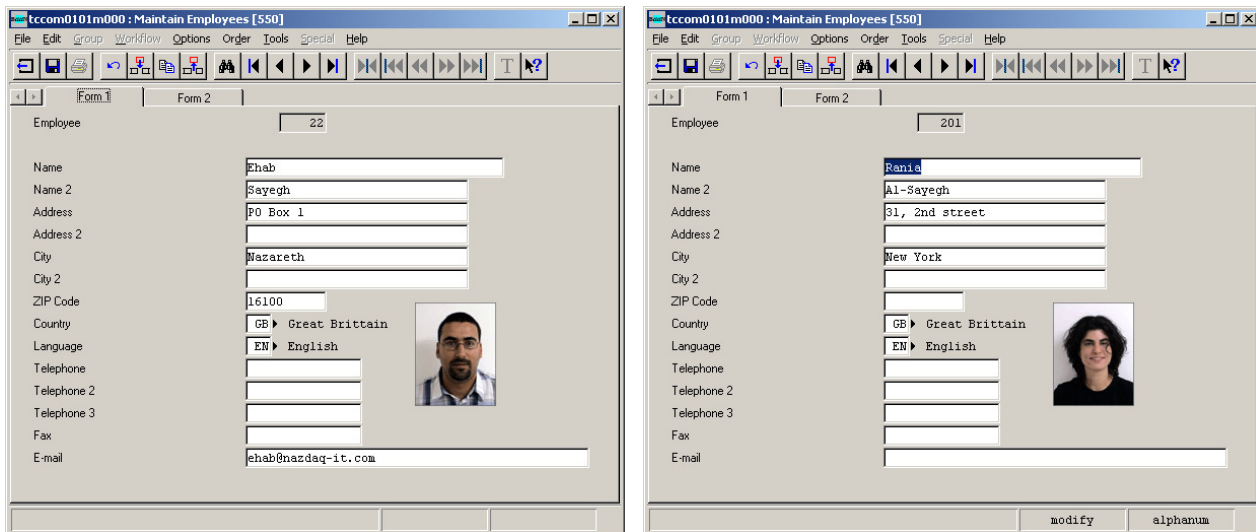 tccom0101m000 : Maintain Employees [550]
File Edit Group Workflow Options Order Tools Special Help
T
Form 1 Form 2
Employee 22
Name Ehab
Name 2 Sayegh
Address PO Box 1
Address 2
City Nazareth
City 2
ZIP Code 16100
Country GB Great Brittain
Language EN English
Telephone
Telephone 2
Telephone 3
Fax
E-mail ehab@nazdaq-it.com
tccom0101m000 : Maintain Employees [550]
File Edit Group Workflow Options Order Tools Special Help
T
Form 1 Form 2
Employee 201
Name Rania
Name 2 Al-Sayegh
Address 31, 2nd street
Address 2
City New York
City 2
ZIP Code
Country GB Great Brittain
Language EN English
Telephone
Telephone 2
Telephone 3
Fax
E-mail
modify alphanum